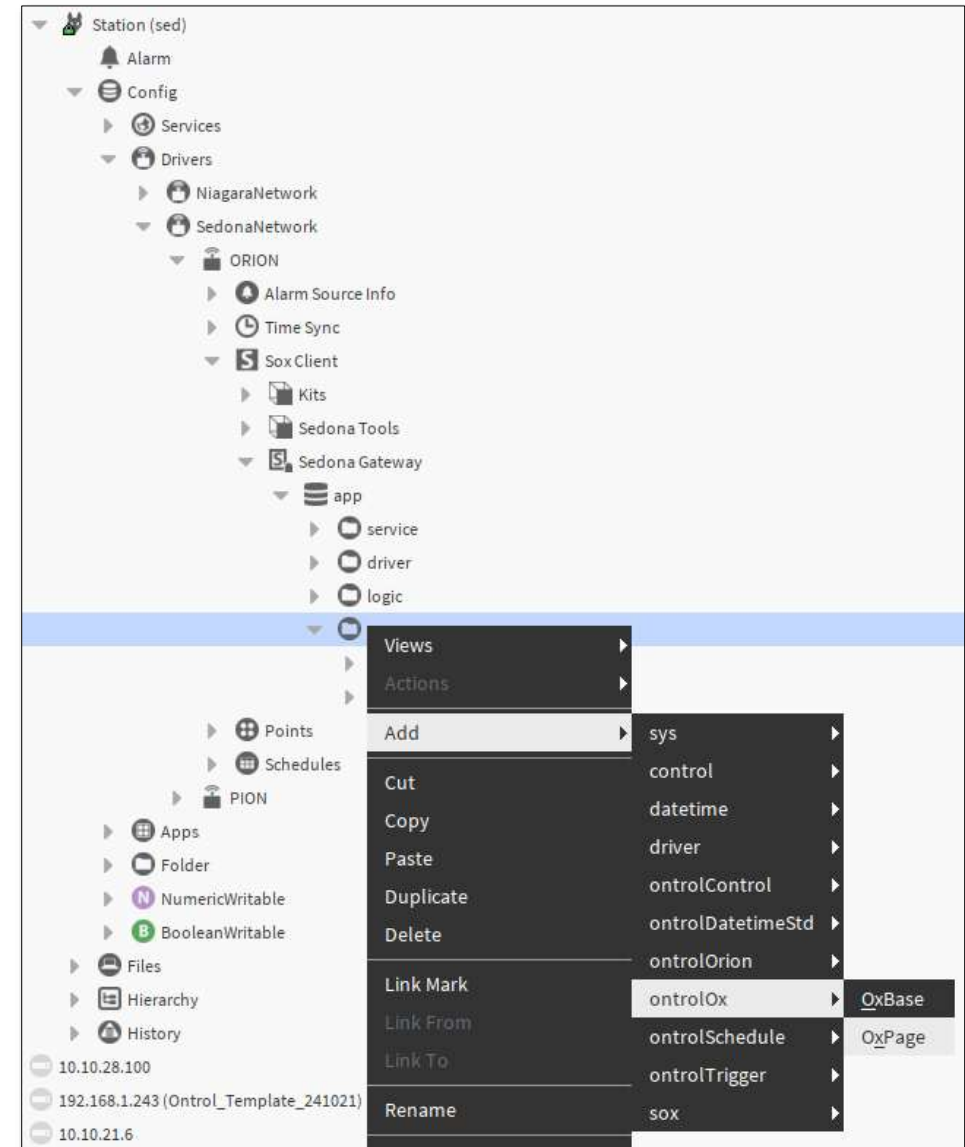 Station (sed)
Alarm
Config
Services
Drivers
NiagaraNetwork
SedonaNetwork
ORION
Alarm Source Info
Time Sync
Sox Client
Kits
Sedona Tools
Sedona Gateway
app
service
driver
logic
Points
Schedules
PION
Apps
Folder
NumericWritable
BooleanWritable
Files
Hierarchy
History
10.10.28.100
192.168.1.243 (Ontrol_Template_241021)
10.10.21.6
Views
Actions
Add
Cut
Copy
Paste
Duplicate
Delete
Link Mark
Link From
Link To
Rename
sys
control
datetime
driver
ontrolControl
ontrolDatetimeStd
ontrolOrion
ontrolOx
ontrolSchedule
ontrolTrigger
sox
OxBase
OxPage